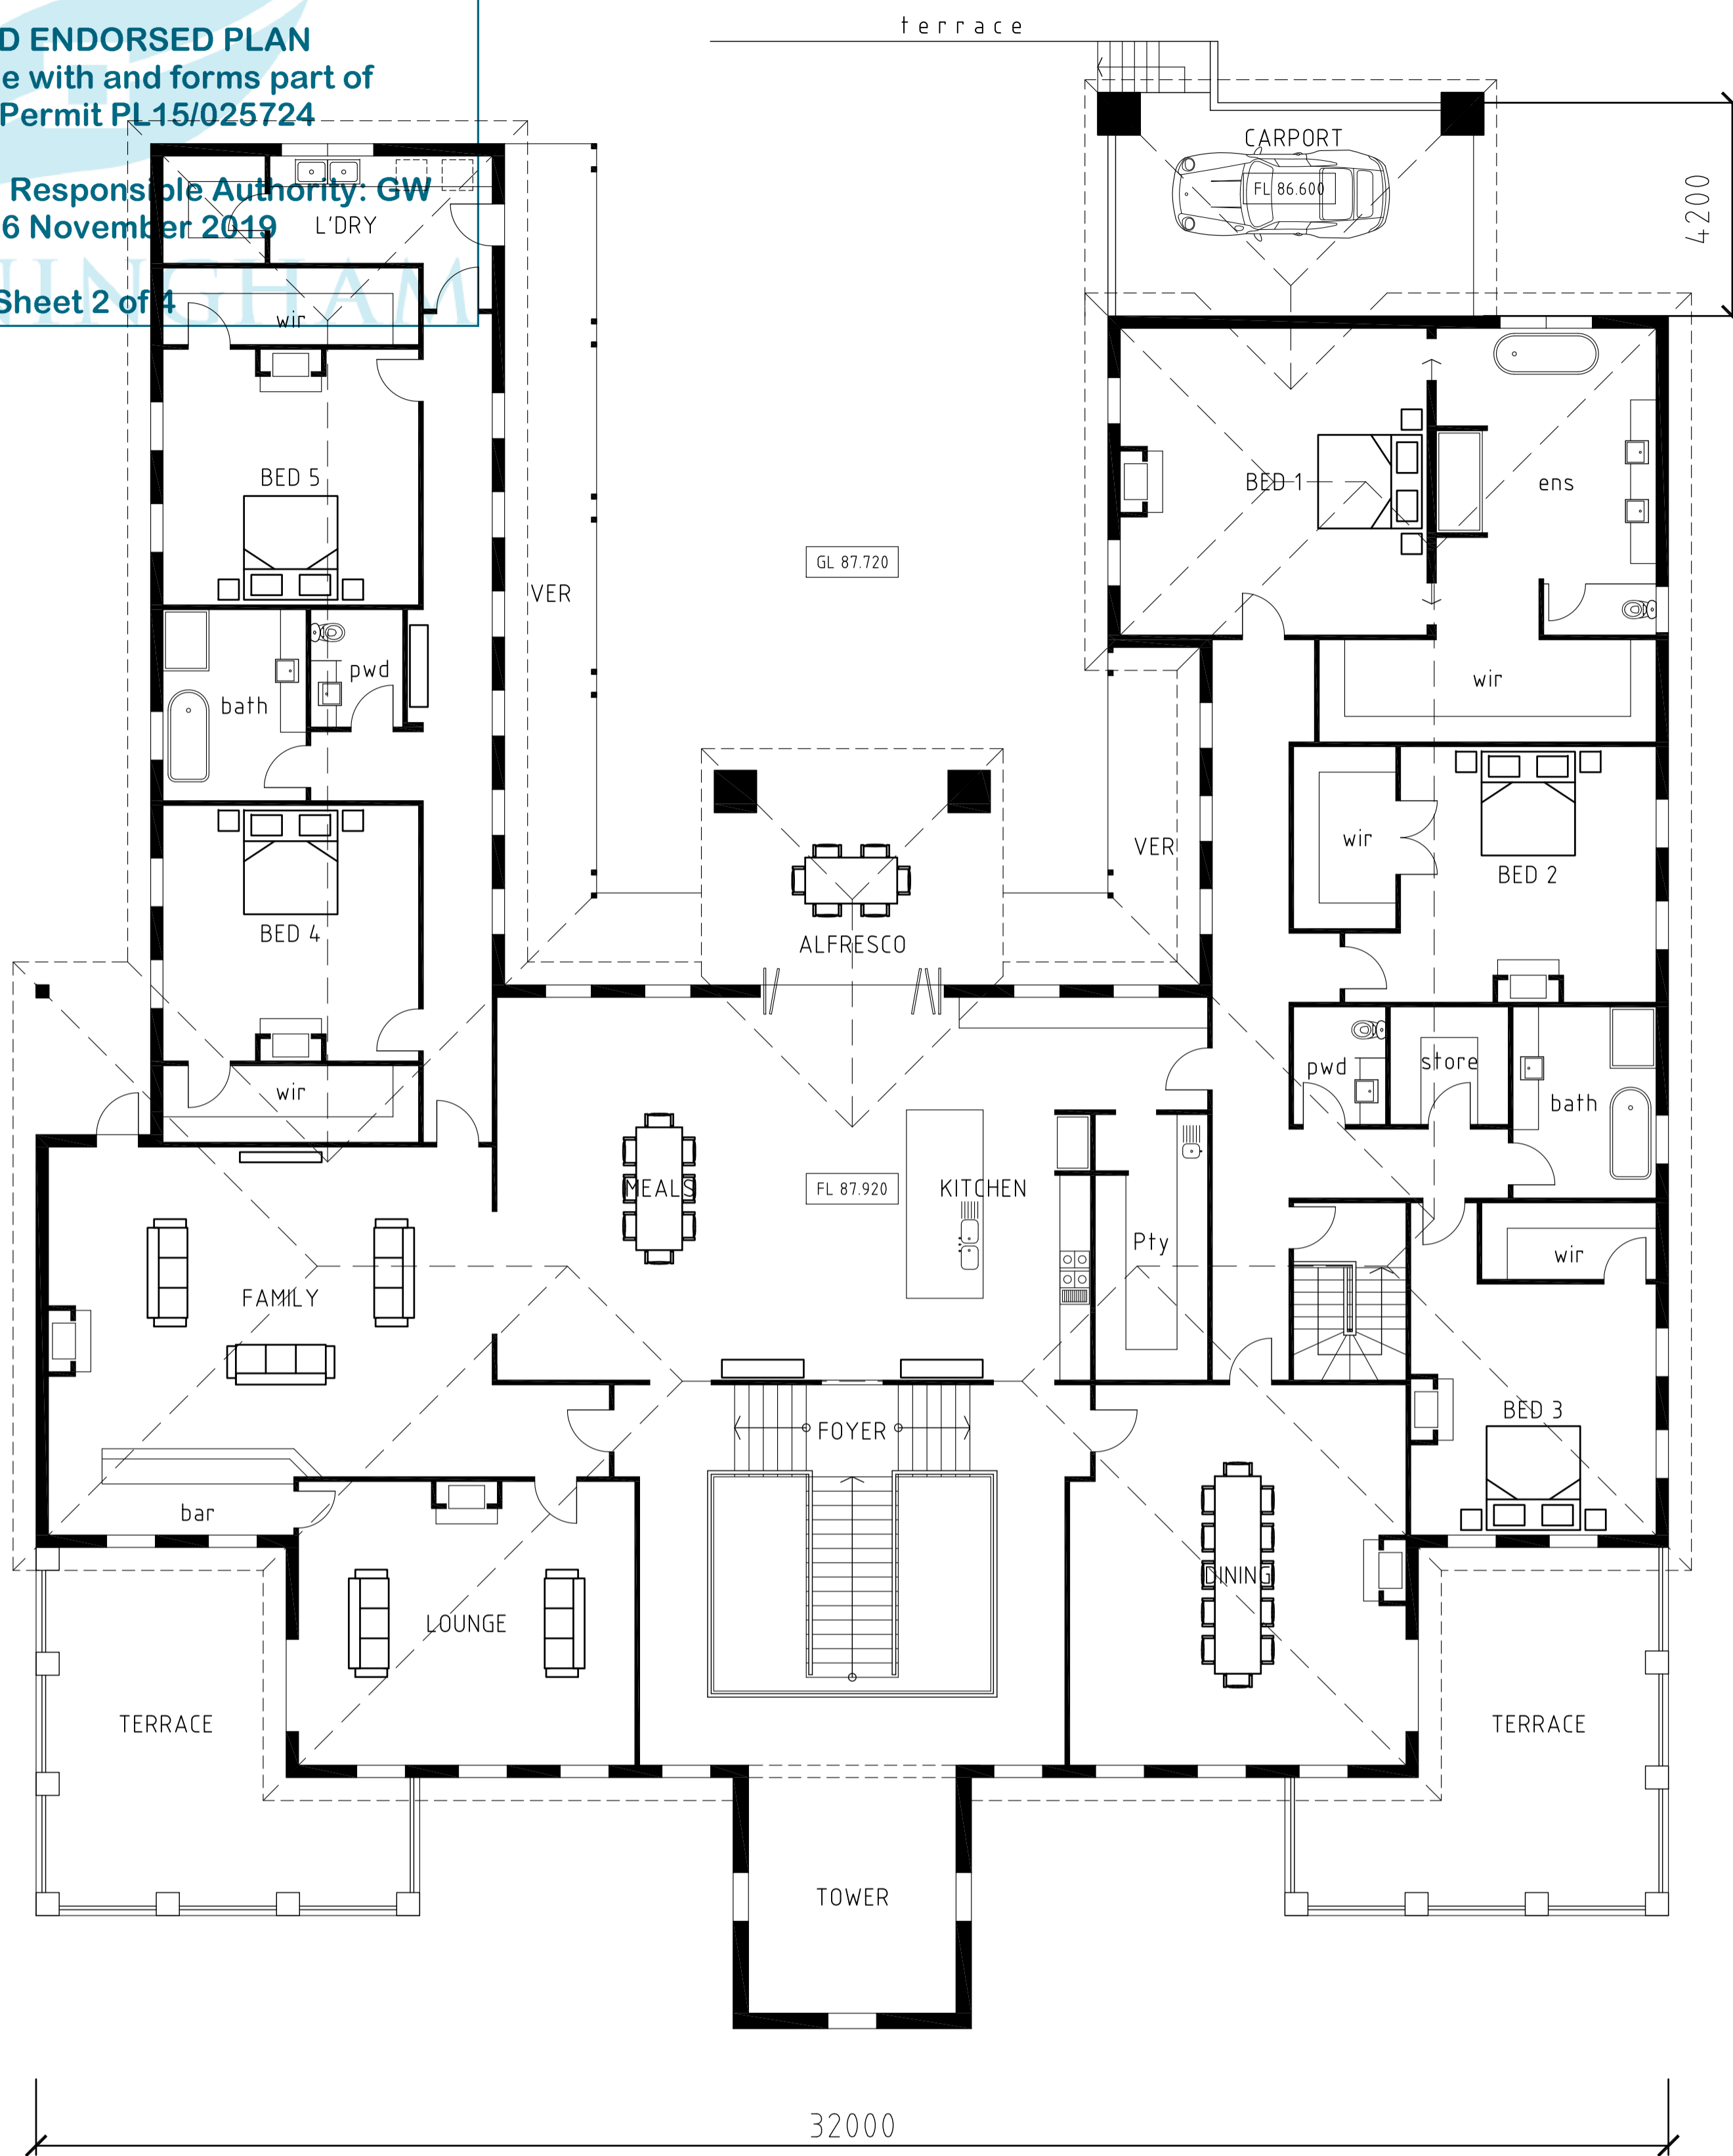 terrace
D ENDORSED PLAN
e with and forms part of
Permit PL15/025724
Responsible Authority: GW
6 November 2019
NINGHAM
Sheet 2 of 4
CARPORT
FL 86.600
4200
L'DRY
wir
BED 5
BED 1
ens
GL 87.720
VER
pwd
bath
wir
VER
wir
BED 2
BED 4
ALFRESCO
wir
pwd
store
bath
MEALS
FL 87.920
KITCHEN
Pty
wir
FAMILY
BED 3
FOYER
bar
DINING
LOUNGE
TERRACE
TERRACE
TOWER
32000